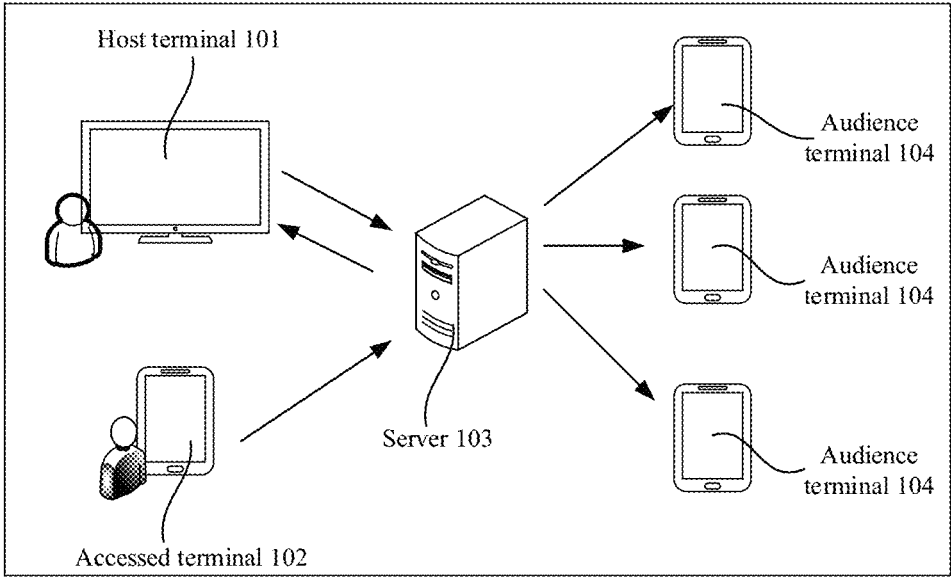 Host terminal 101
Audience
terminal 104
Audience
terminal 104
Server 103
Audience
terminal 104
Accessed terminal 102